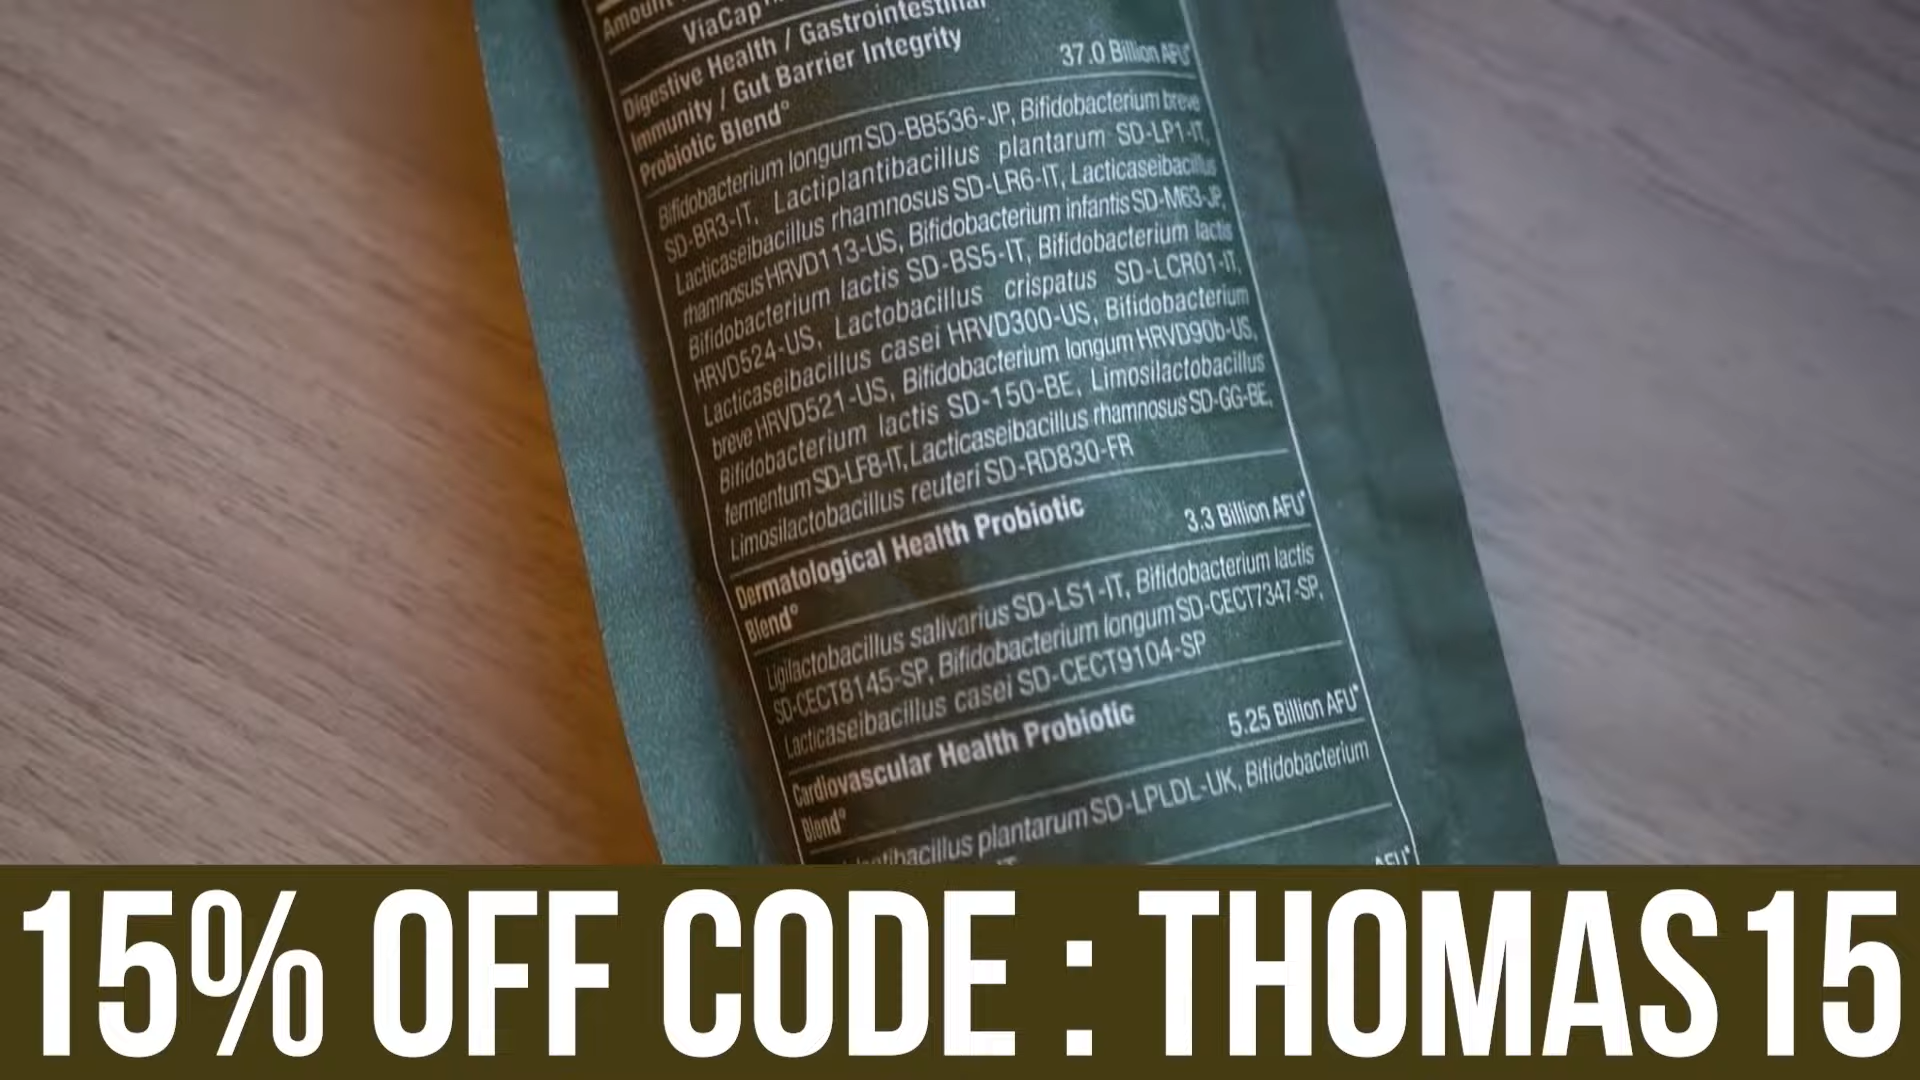 Amount
ViaCap™
Digestive Health / Gastrointestinal
Immunity / Gut Barrier Integrity
Probiotic Blend°
37.0 Billion AFU*
Bifidobacterium longum SD-BB536-JP, Bifidobacterium breve
SD-BR3-IT, Lactiplantibacillus plantarum SD-LP1-IT,
Lacticaseibacillus rhamnosus SD-LR6-IT, Lacticaseibacillus
rhamnosus HRVD113-US, Bifidobacterium infantis SD-M63-JP,
Bifidobacterium lactis SD-BS5-IT, Bifidobacterium lactis
HRVD524-US, Lactobacillus crispatus SD-LCR01-IT,
Lacticaseibacillus casei HRVD300-US, Bifidobacterium
breve HRVD521-US, Bifidobacterium longum HRVD90b-US,
Bifidobacterium lactis SD-150-BE, Limosilactobacillus
fermentum SD-LF8-IT, Lacticaseibacillus rhamnosus SD-GG-BE,
Limosilactobacillus reuteri SD-RD830-FR
Dermatological Health Probiotic
Blend°
3.3 Billion AFU*
Ligilactobacillus salivarius SD-LS1-IT, Bifidobacterium lactis
SD-CECT8145-SP, Bifidobacterium longum SD-CECT7347-SP,
Lacticaseibacillus casei SD-CECT9104-SP
Cardiovascular Health Probiotic
Blend°
5.25 Billion AFU*
plantarum SD-LPLDL-UK, Bifidobacterium
AFU*
15% OFF CODE : THOMAS15